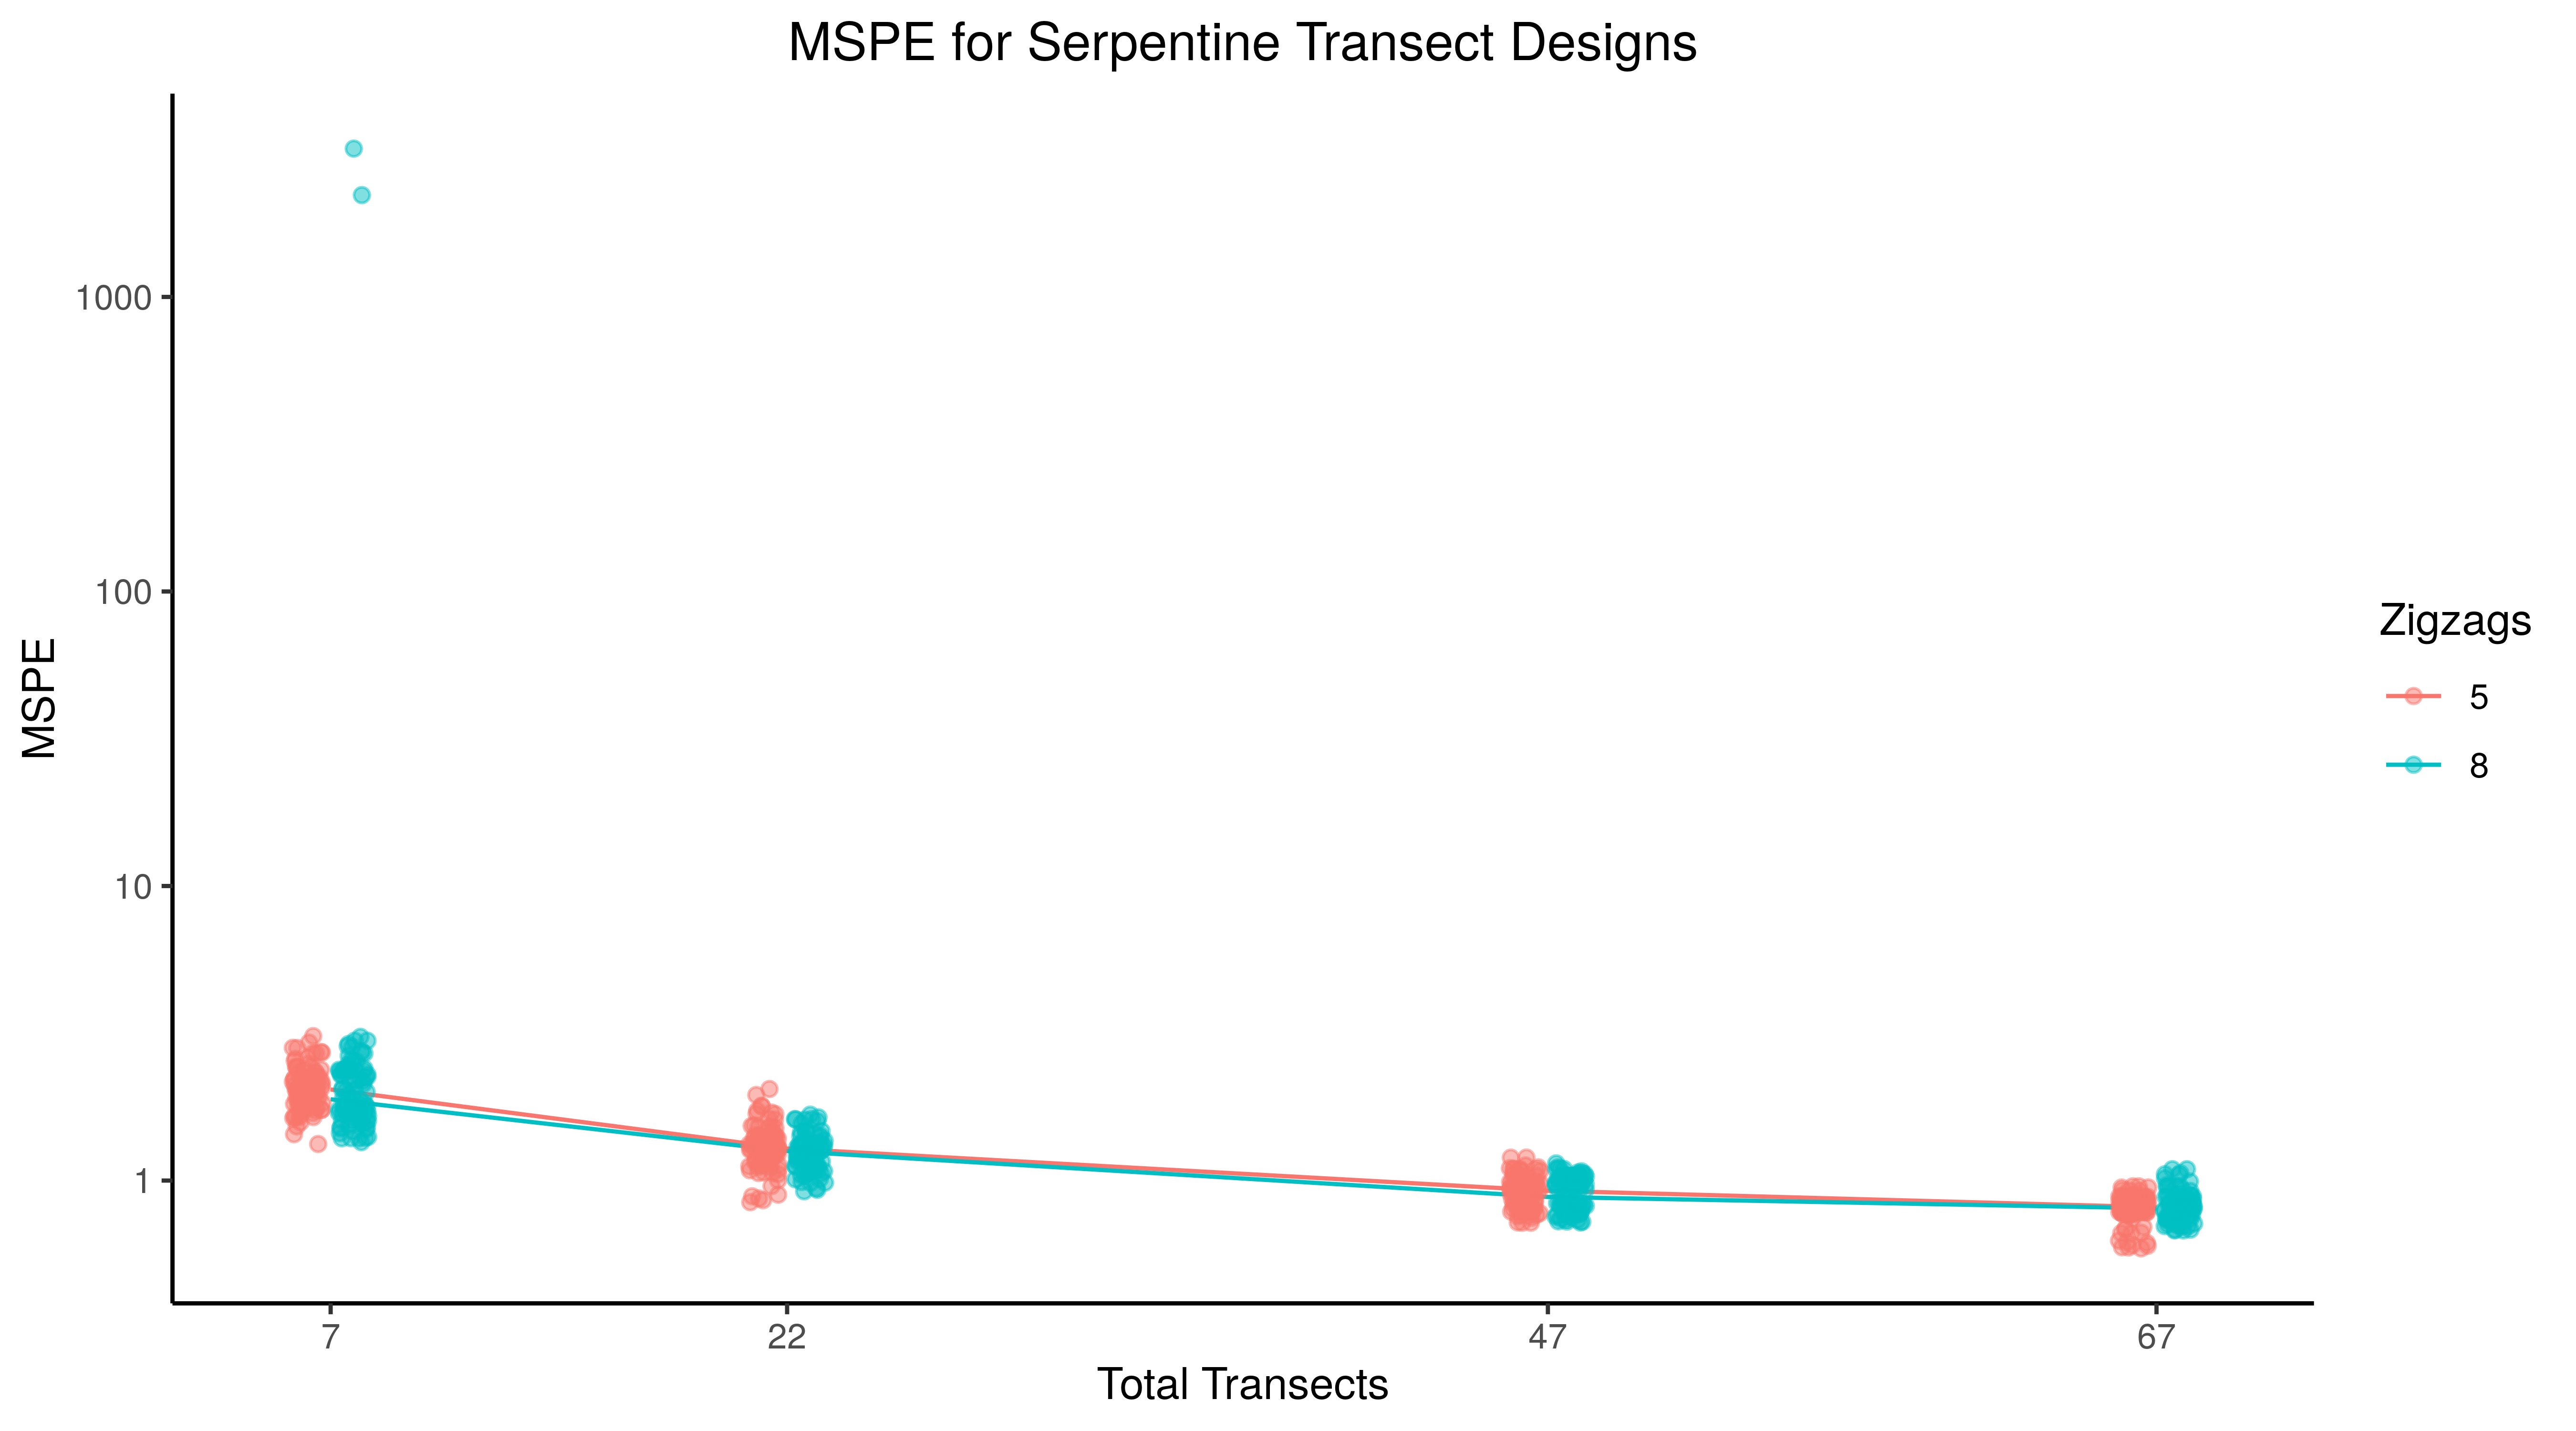 MSPE for Serpentine Transect Designs
MSPE
1000
100
10
1
7
22
47
67
Total Transects
Zigzags
5
8